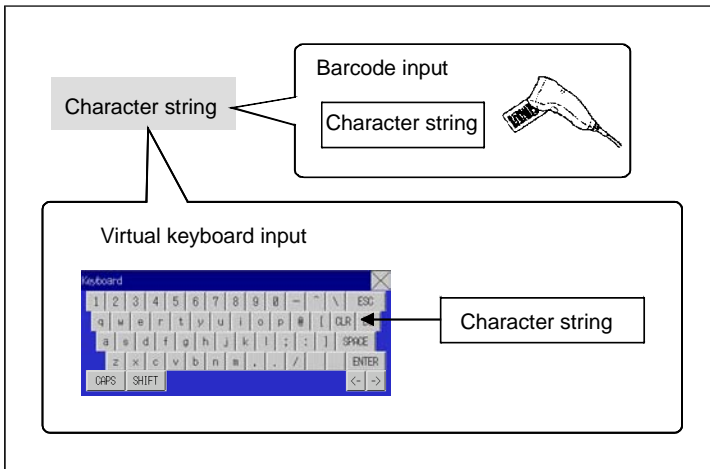 Barcode input
Character string
Character string
Virtual keyboard input
Keyboard
1 2 3 4 5 6 7 8 9 0 - ^ \ ESC
q w e r t y u i o p @ [ CLR
Character string
a s d f g h j k l ; : ] SPACE
z x c v b n m , . / ENTER
CAPS SHIFT <- ->